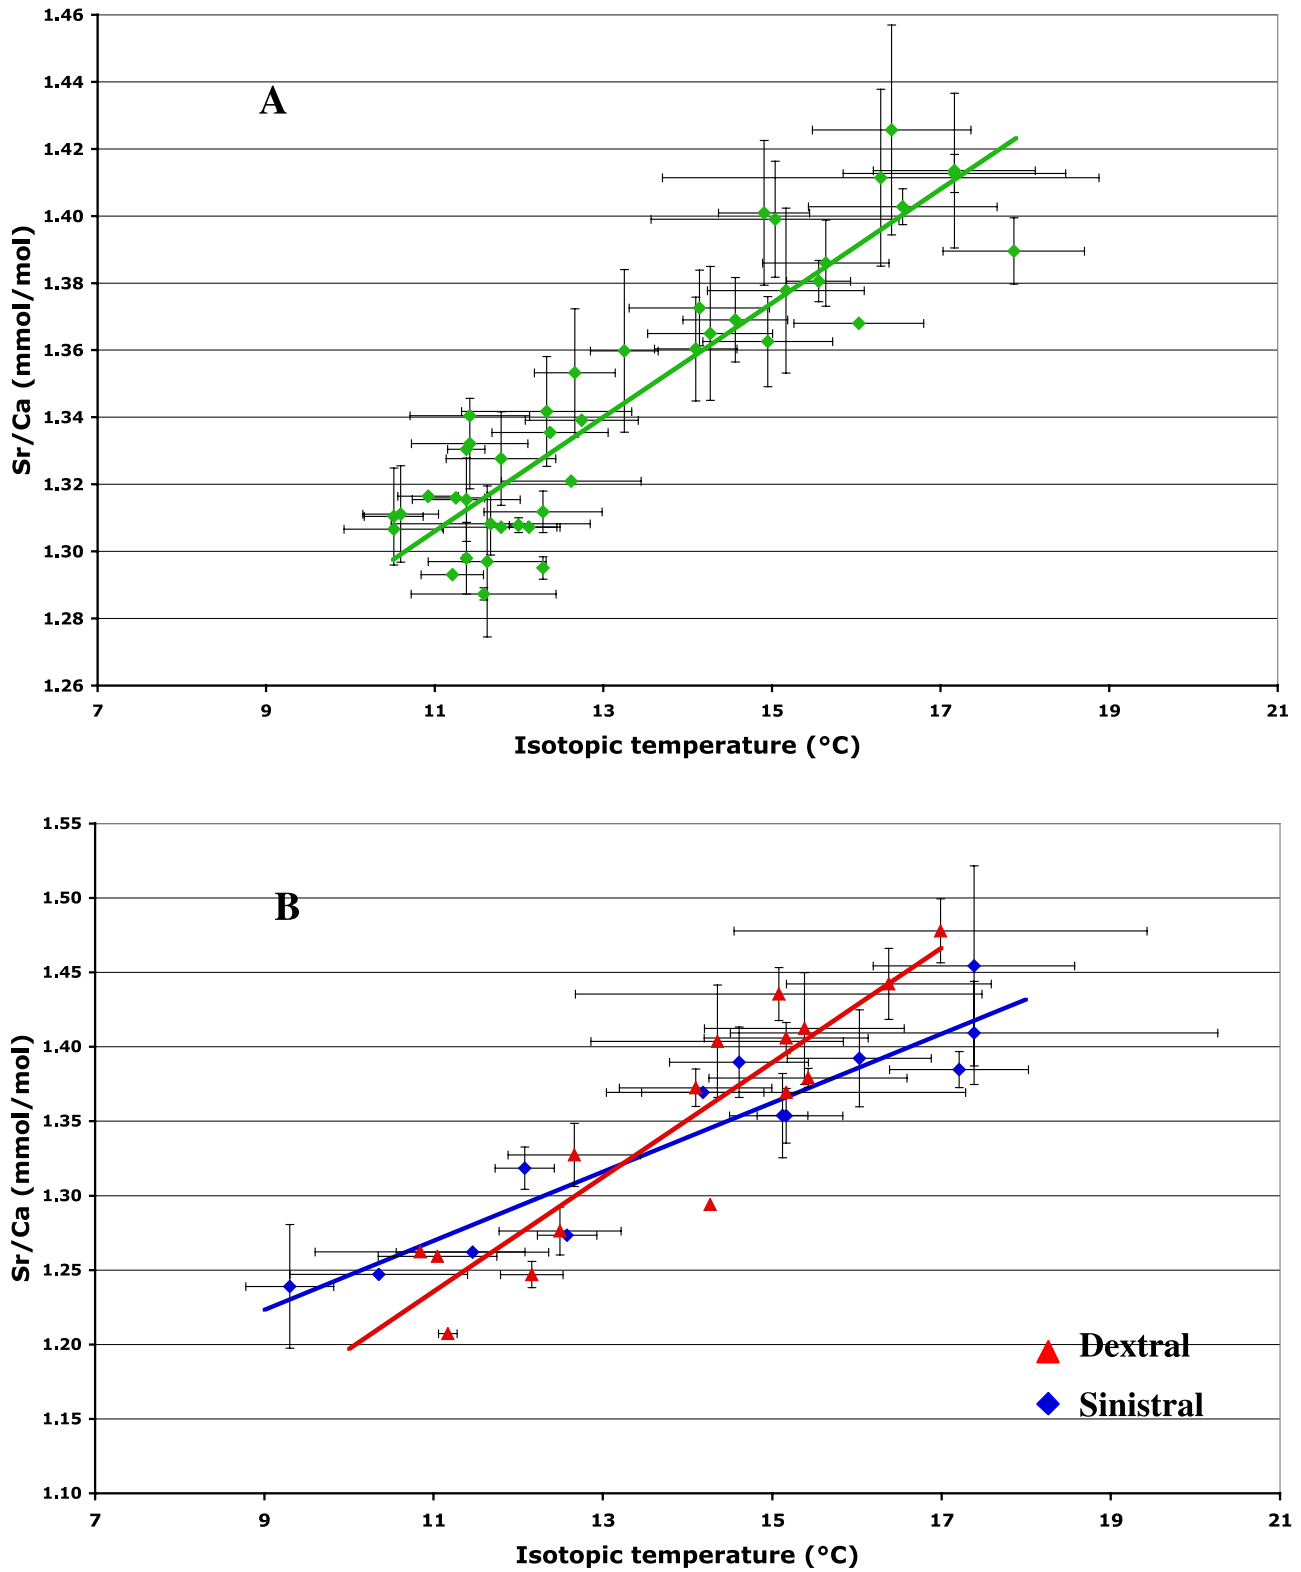 1.46
1.44
A
1.42
1.40
1.38
1.36
1.34
1.32
1.30
1.28
1.26
Sr/Ca (mmol/mol)
7 9 11 13 15 17 19 21
Isotopic temperature (°C)
1.55
1.50
B
1.45
1.40
1.35
1.30
1.25
1.20
1.15
1.10
Sr/Ca (mmol/mol)
Dextral
Sinistral
7 9 11 13 15 17 19 21
Isotopic temperature (°C)